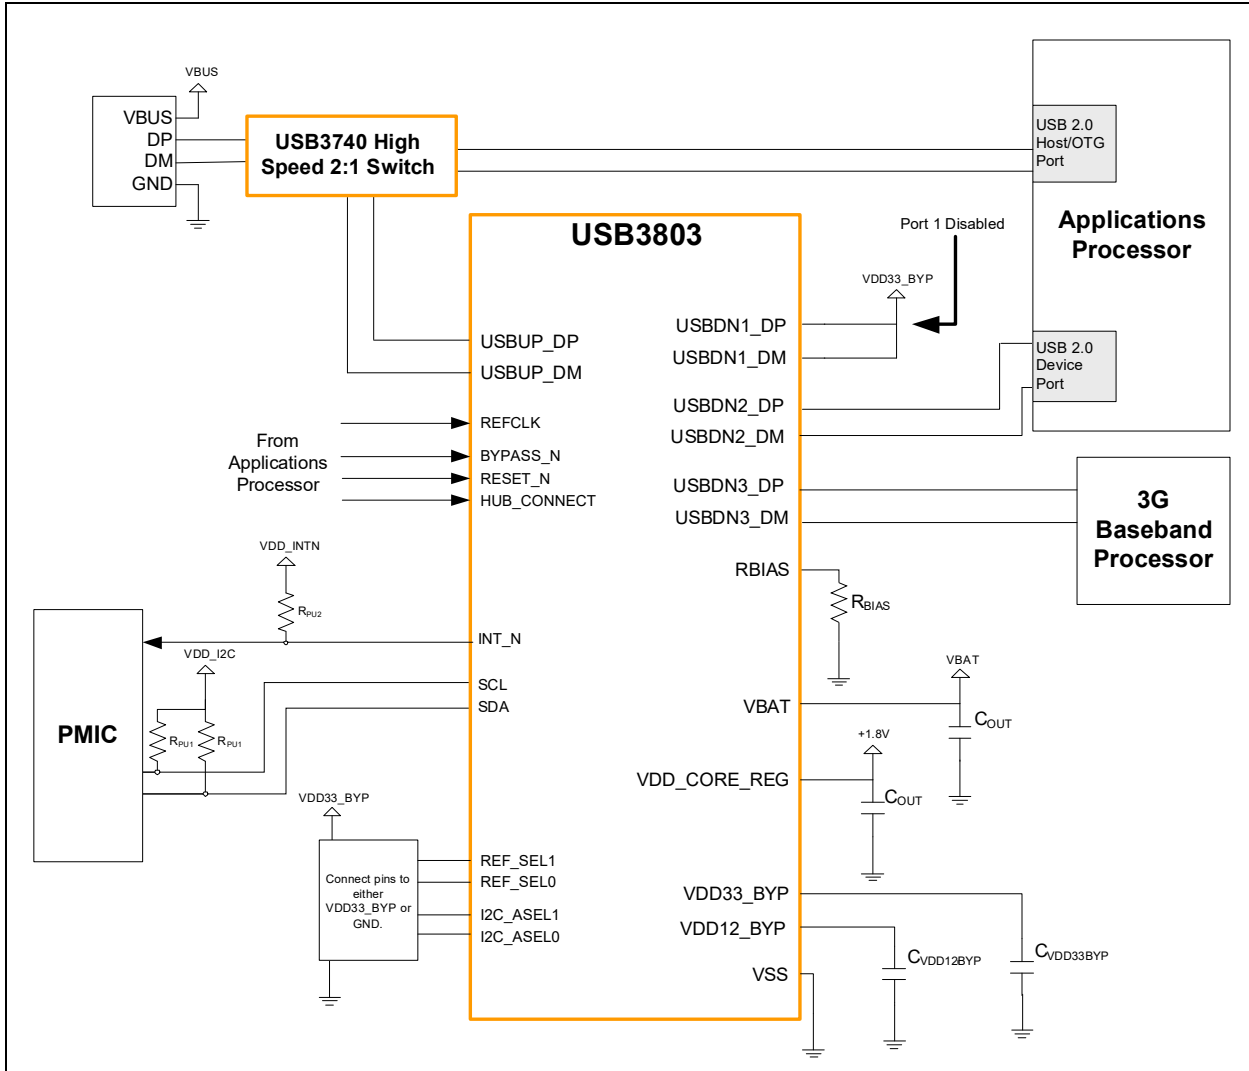 VBUS
VBUS
DP
DM
GND
USB3740 High
Speed 2:1 Switch
USB 2.0
Host/OTG
Port
Applications
Processor
USB 2.0
Device
Port
USB3803
Port 1 Disabled
VDD33_BYP
USBDN1_DP
USBDN1_DM
USBUP_DP
USBUP_DM
USBDN2_DP
USBDN2_DM
From
Applications
Processor
REFCLK
BYPASS_N
RESET_N
HUB_CONNECT
USBDN3_DP
USBDN3_DM
3G
Baseband
Processor
VDD_INTN
RPU2
INT_N
RBIAS
RBIAS
VDD_I2C
SCL
SDA
PMIC
RPU1
RPU1
VBAT
VBAT
COUT
+1.8V
VDD_CORE_REG
COUT
VDD33_BYP
Connect pins to
either
VDD33_BYP or
GND.
REF_SEL1
REF_SEL0
I2C_ASEL1
I2C_ASEL0
VDD33_BYP
VDD12_BYP
VSS
CVDD12BYP
CVDD33BYP